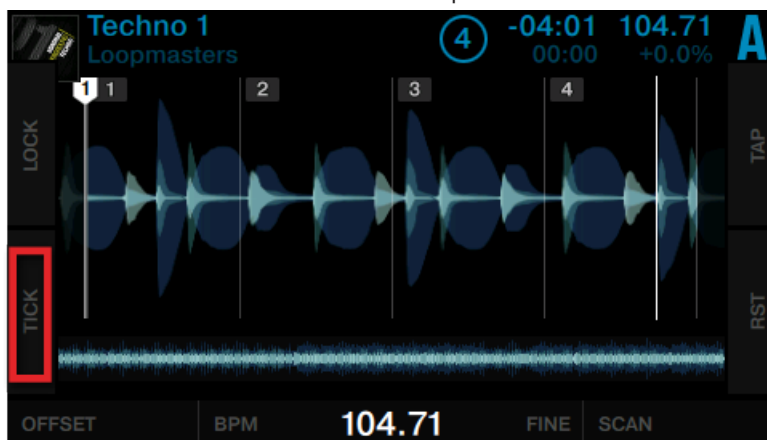 Techno 1
Loopmasters
4
-04:01
00:00
104.71
+0.0%
A
1
1
2
3
4
LOCK
TICK
TAP
RST
OFFSET
BPM
104.71
FINE
SCAN